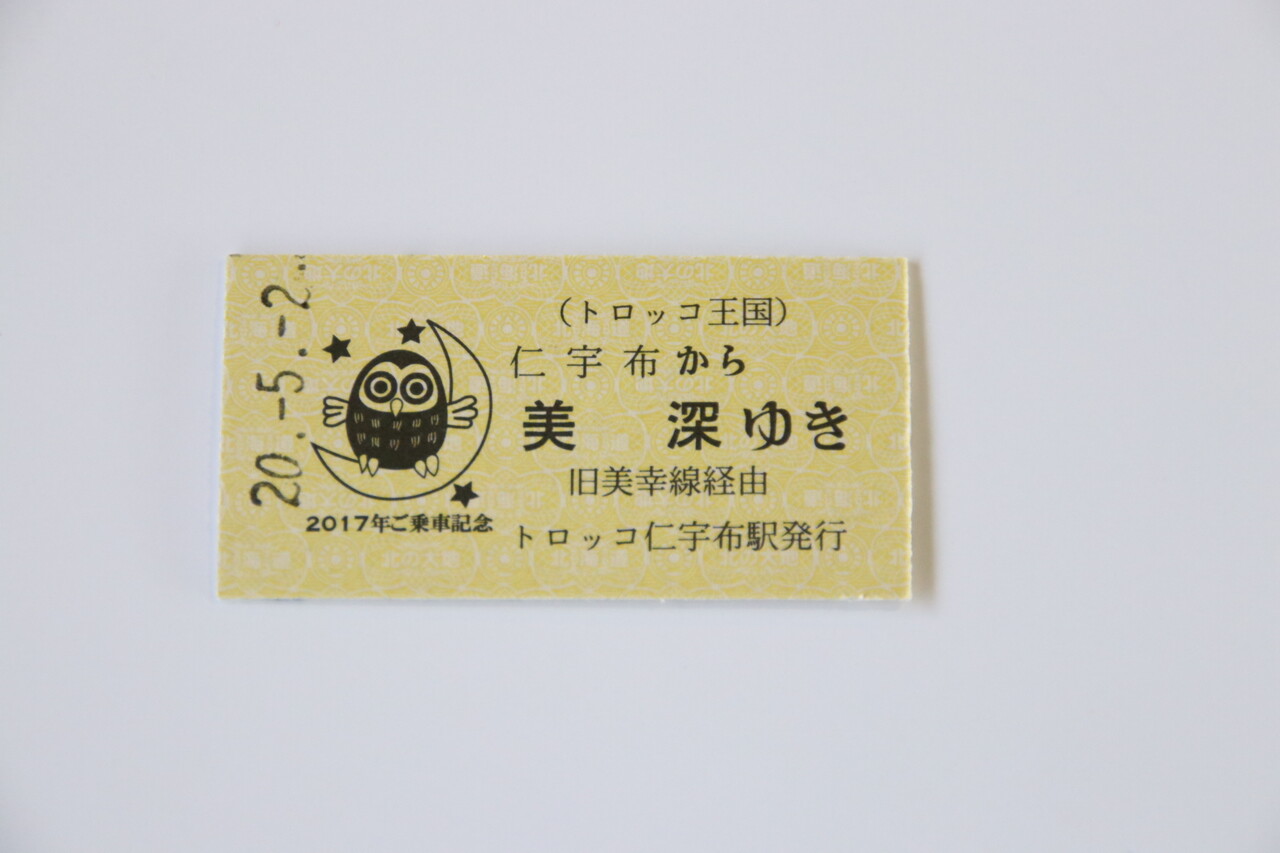 20.-5.-2
(トロッコ王国)
仁宇布から
美深ゆき
旧美幸線経由
トロッコ仁宇布駅発行
2017年ご乗車記念